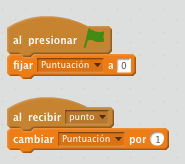 al presionar
fijar Puntuación a 0
al recibir punto
cambiar Puntuación por 1